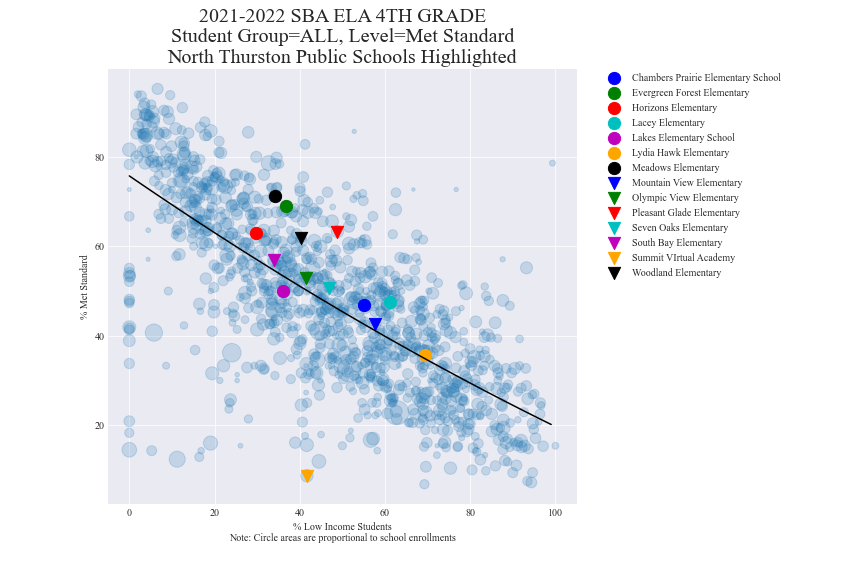 2021-2022 SBA ELA 4TH GRADE
Student Group=ALL, Level=Met Standard
North Thurston Public Schools Highlighted
Chambers Prairie Elementary School
Evergreen Forest Elementary
Horizons Elementary
Lacey Elementary
Lakes Elementary School
Lydia Hawk Elementary
Meadows Elementary
Mountain View Elementary
Olympic View Elementary
Pleasant Glade Elementary
Seven Oaks Elementary
South Bay Elementary
Summit VIrtual Academy
Woodland Elementary
% Met Standard
80
60
40
20
0 20 40 60 80 100
% Low Income Students
Note: Circle areas are proportional to school enrollments